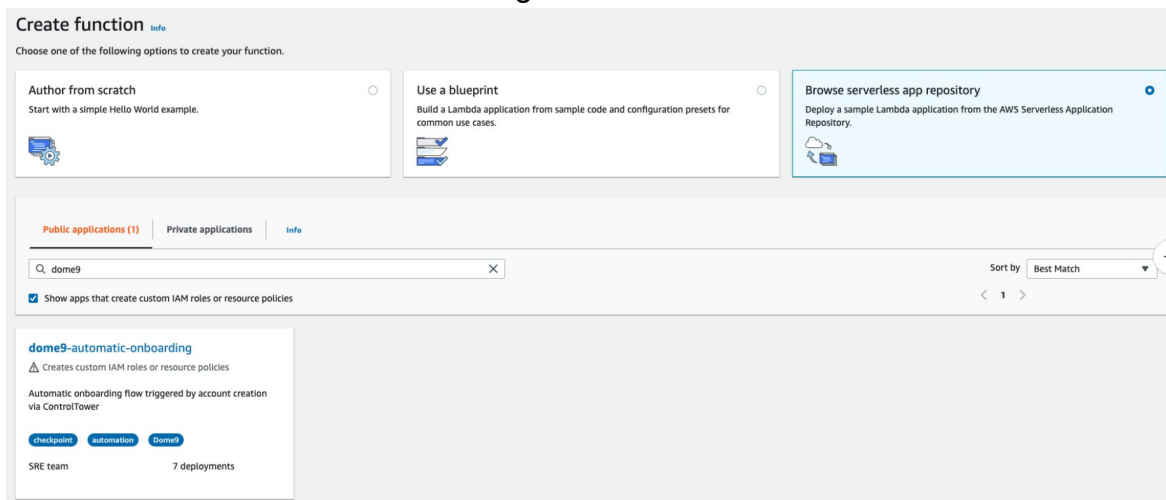 Create function Info
Choose one of the following options to create your function.
Author from scratch
Start with a simple Hello World example.
Use a blueprint
Build a Lambda application from sample code and configuration presets for
common use cases.
Browse serverless app repository
Deploy a sample Lambda application from the AWS Serverless Application
Repository.
Public applications (1)
Private applications
Info
dome9
Sort by
Best Match
Show apps that create custom IAM roles or resource policies
1
dome9-automatic-onboarding
Creates custom IAM roles or resource policies
Automatic onboarding flow triggered by account creation
via ControlTower
checkpoint
automation
Dome9
SRE team
7 deployments